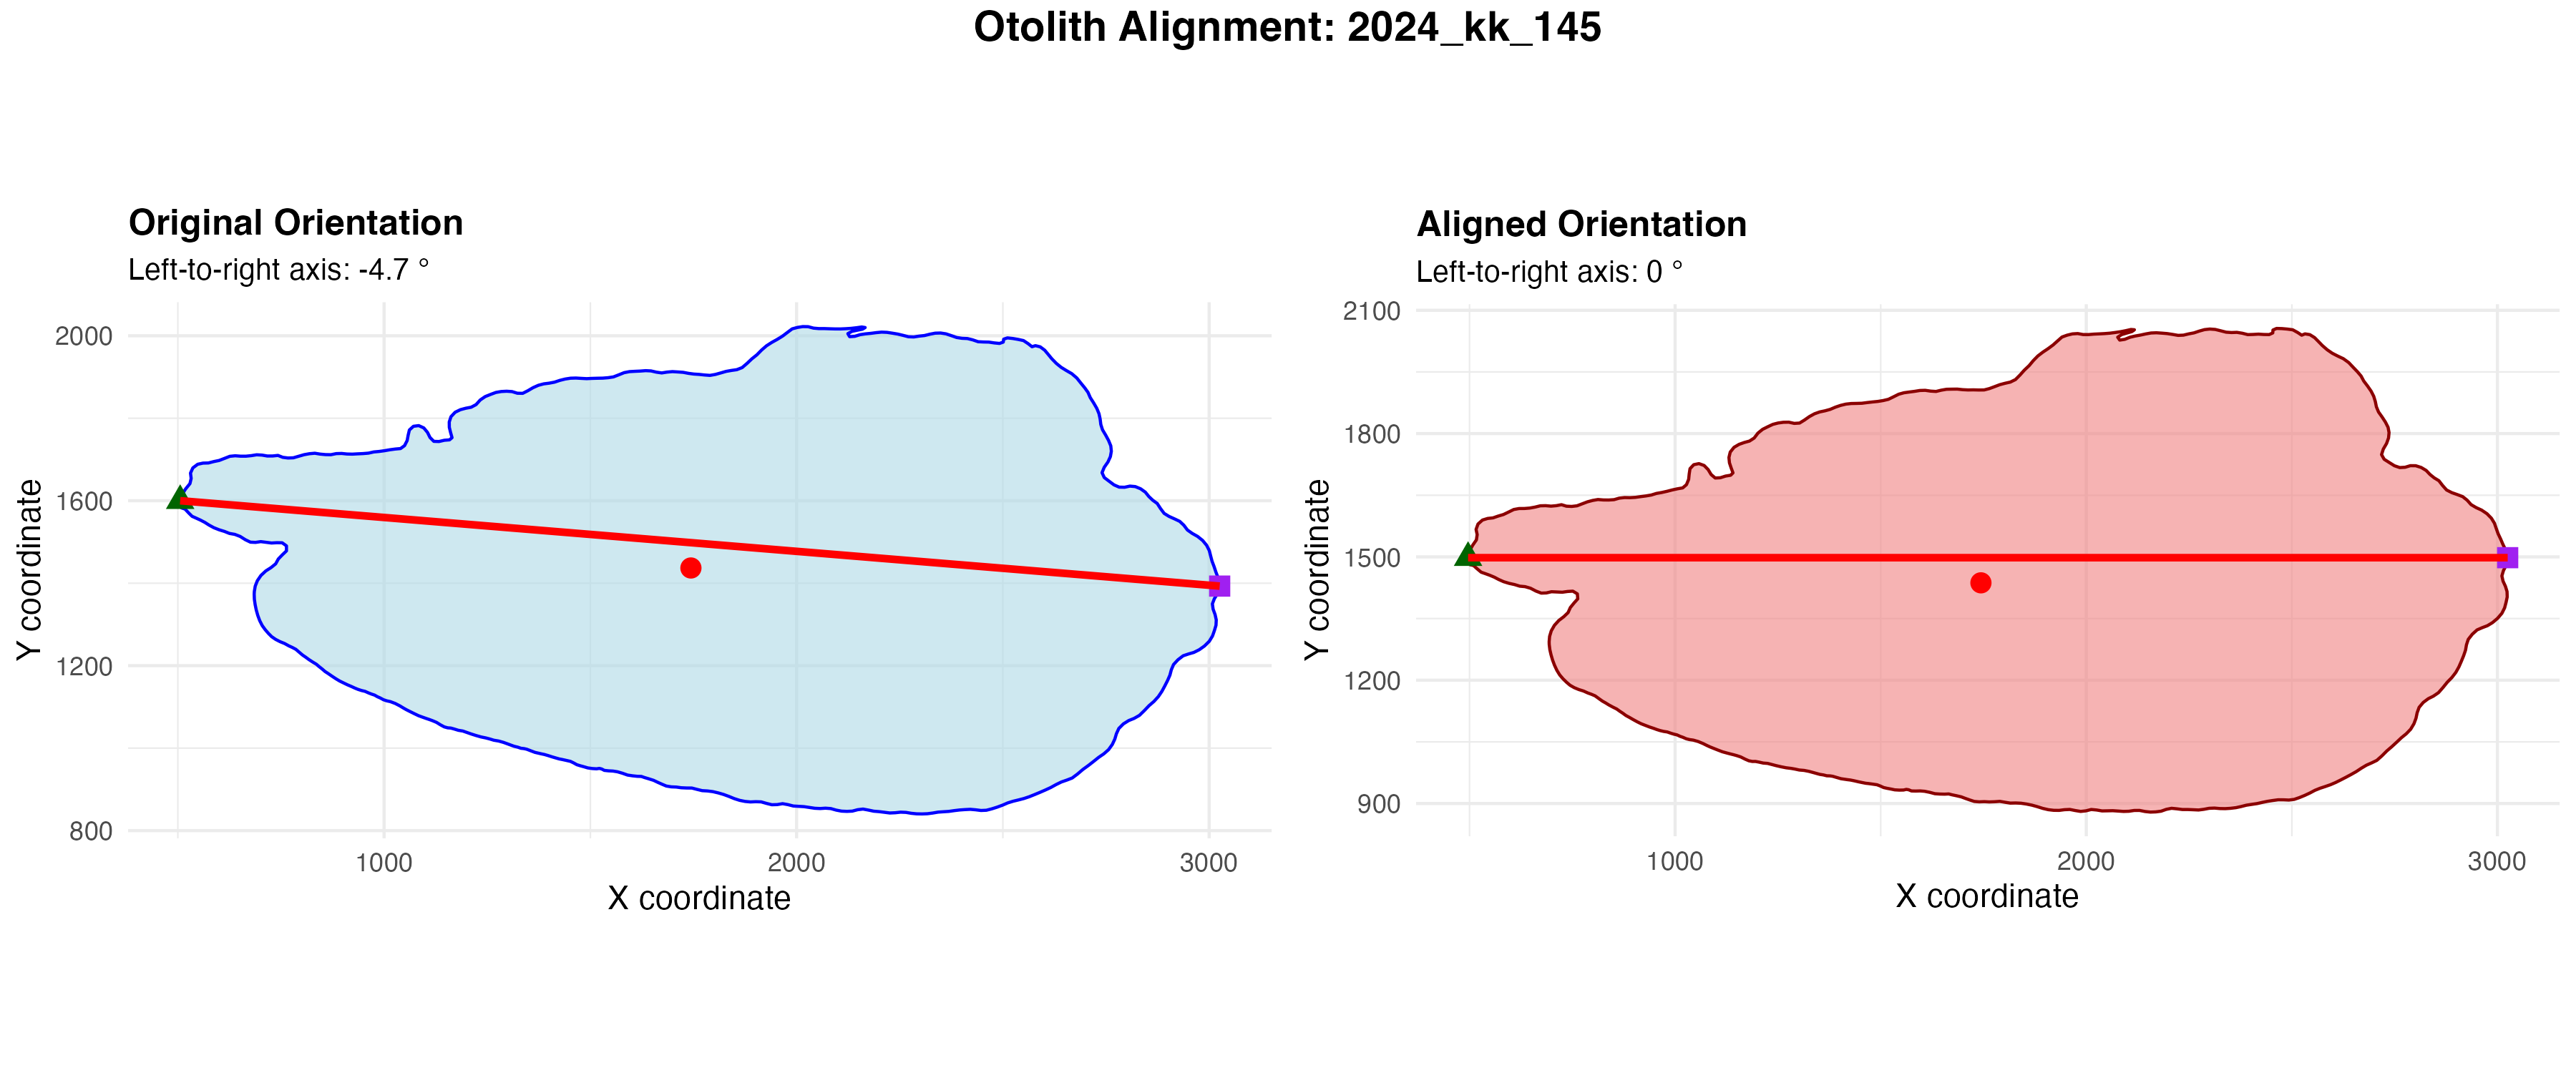 Otolith Alignment: 2024_kk_145
Original Orientation
Left-to-right axis: -4.7 °
2000
1600
1200
800
Y coordinate
1000
2000
3000
X coordinate
Aligned Orientation
Left-to-right axis: 0 °
2100
1800
1500
1200
900
Y coordinate
1000
2000
3000
X coordinate